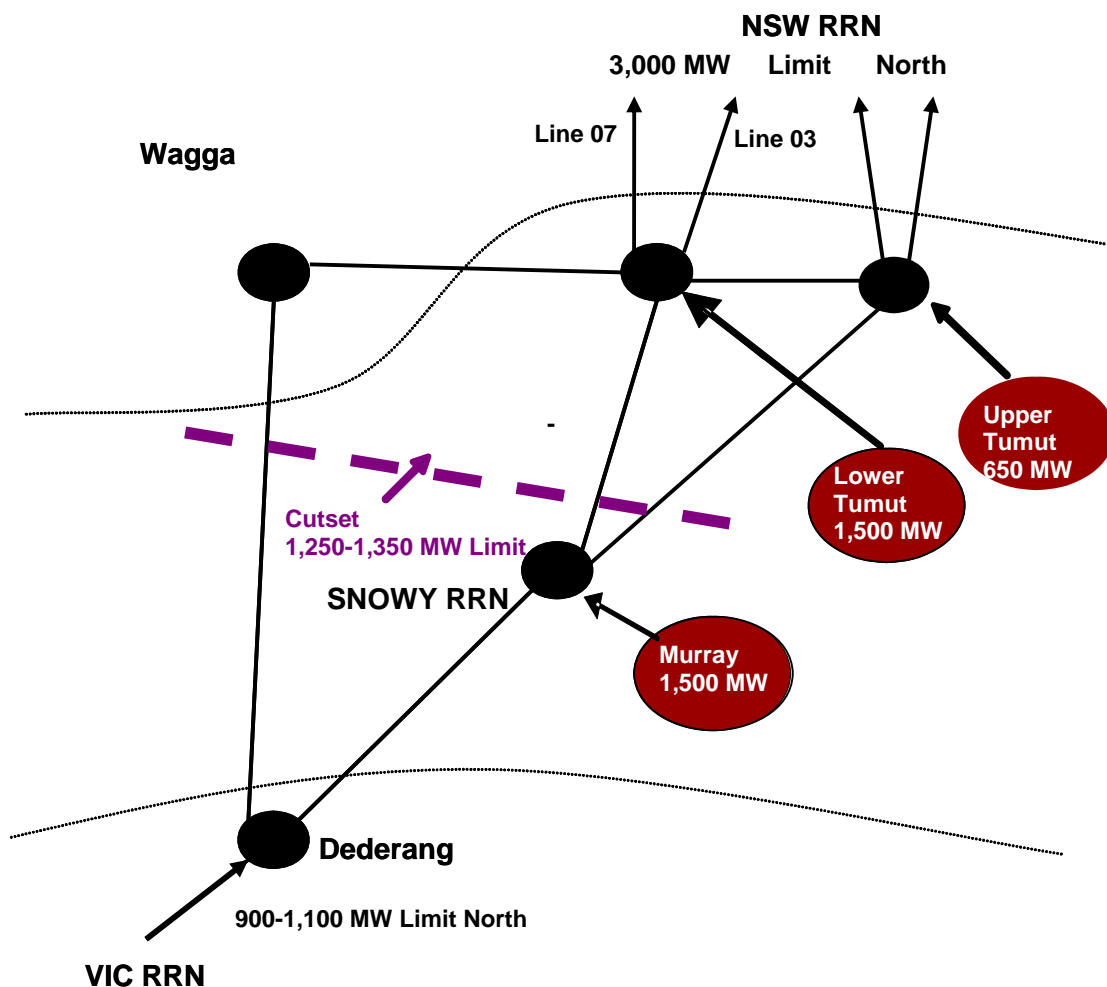 NSW RRN
3,000 MW Limit North
Line 07
Line 03
Wagga
Upper
Tumut
650 MW
Lower
Tumut
1,500 MW
Cutset
1,250-1,350 MW Limit
-
SNOWY RRN
Murray
1,500 MW
Dederang
900-1,100 MW Limit North
VIC RRN